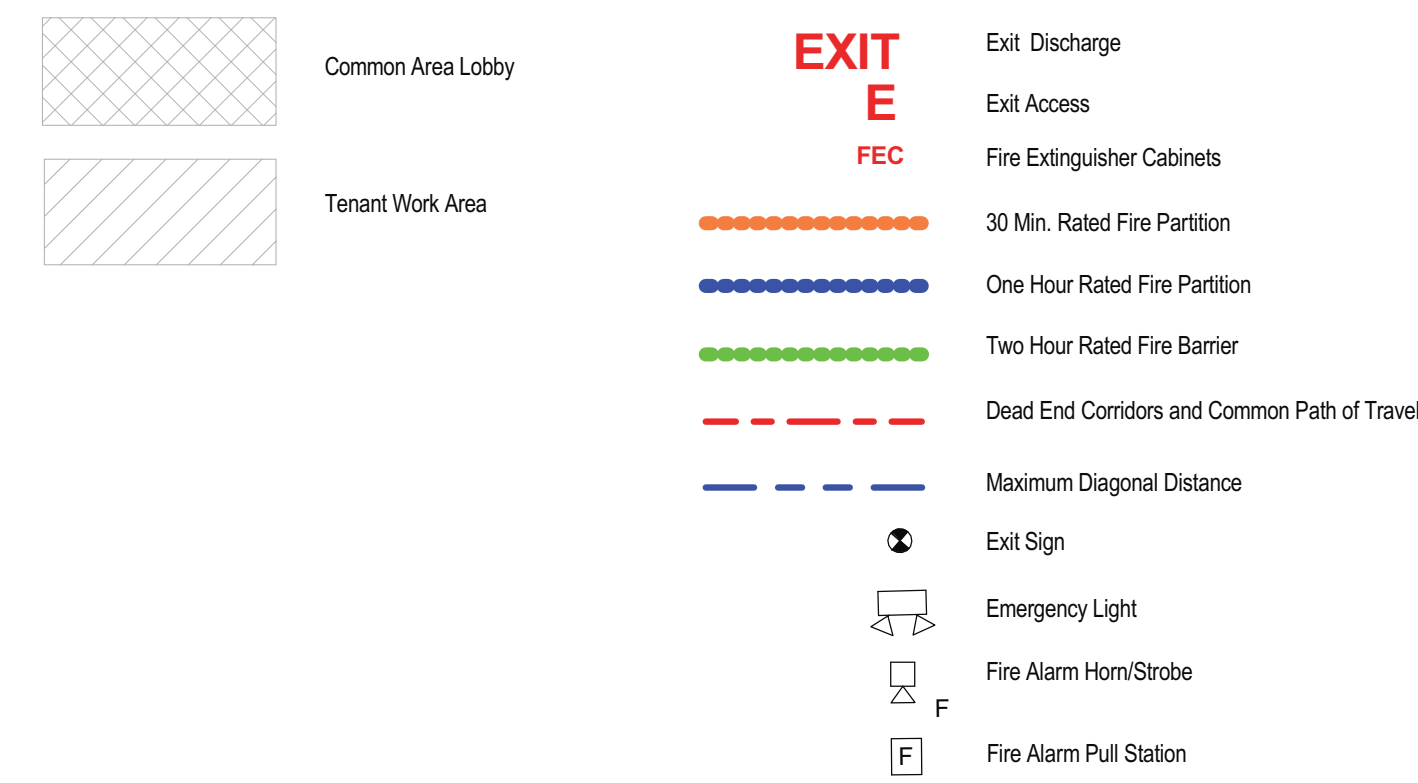 Common Area Lobby
Tenant Work Area
EXIT Exit Discharge
E Exit Access
FEC Fire Extinguisher Cabinets
30 Min. Rated Fire Partition
One Hour Rated Fire Partition
Two Hour Rated Fire Barrier
Dead End Corridors and Common Path of Travel
Maximum Diagonal Distance
Exit Sign
Emergency Light
Fire Alarm Horn/Strobe
F
F Fire Alarm Pull Station